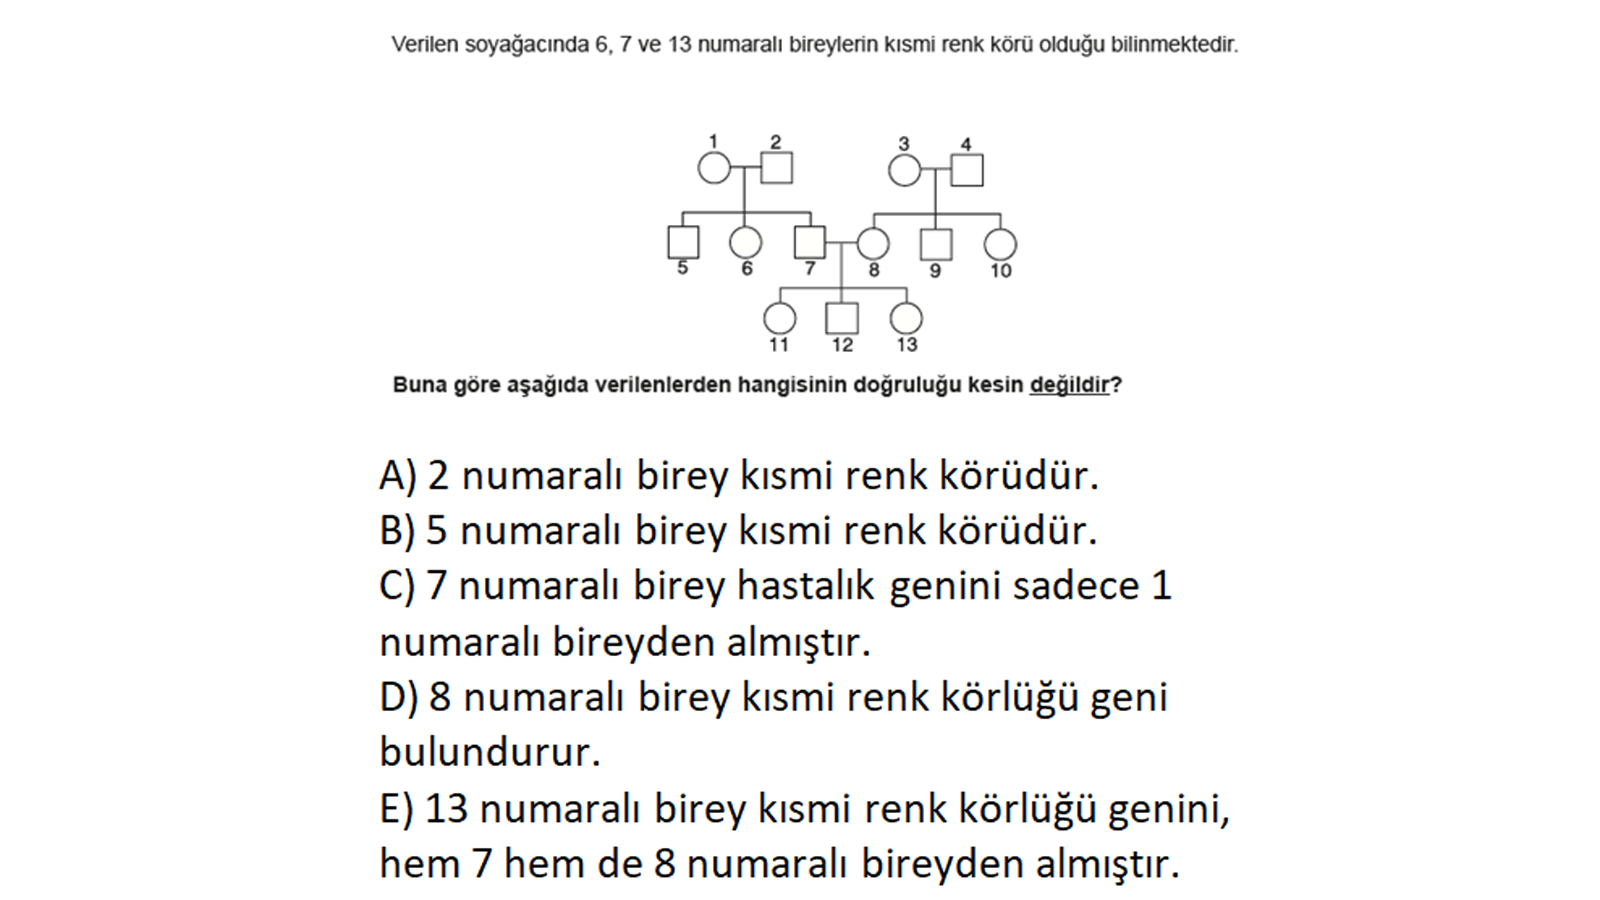 Verilen soyağacında 6, 7 ve 13 numaralı bireylerin kısmi renk körü olduğu bilinmektedir.
1 2 3 4
5 6 7 8 9 10
11 12 13
Buna göre aşağıda verilenlerden hangisinin doğruluğu kesin değildir?
A) 2 numaralı birey kısmi renk körüdür.
B) 5 numaralı birey kısmi renk körüdür.
C) 7 numaralı birey hastalık genini sadece 1
numaralı bireyden almıştır.
D) 8 numaralı birey kısmi renk körlüğü geni
bulundurur.
E) 13 numaralı birey kısmi renk körlüğü genini,
hem 7 hem de 8 numaralı bireyden almıştır.